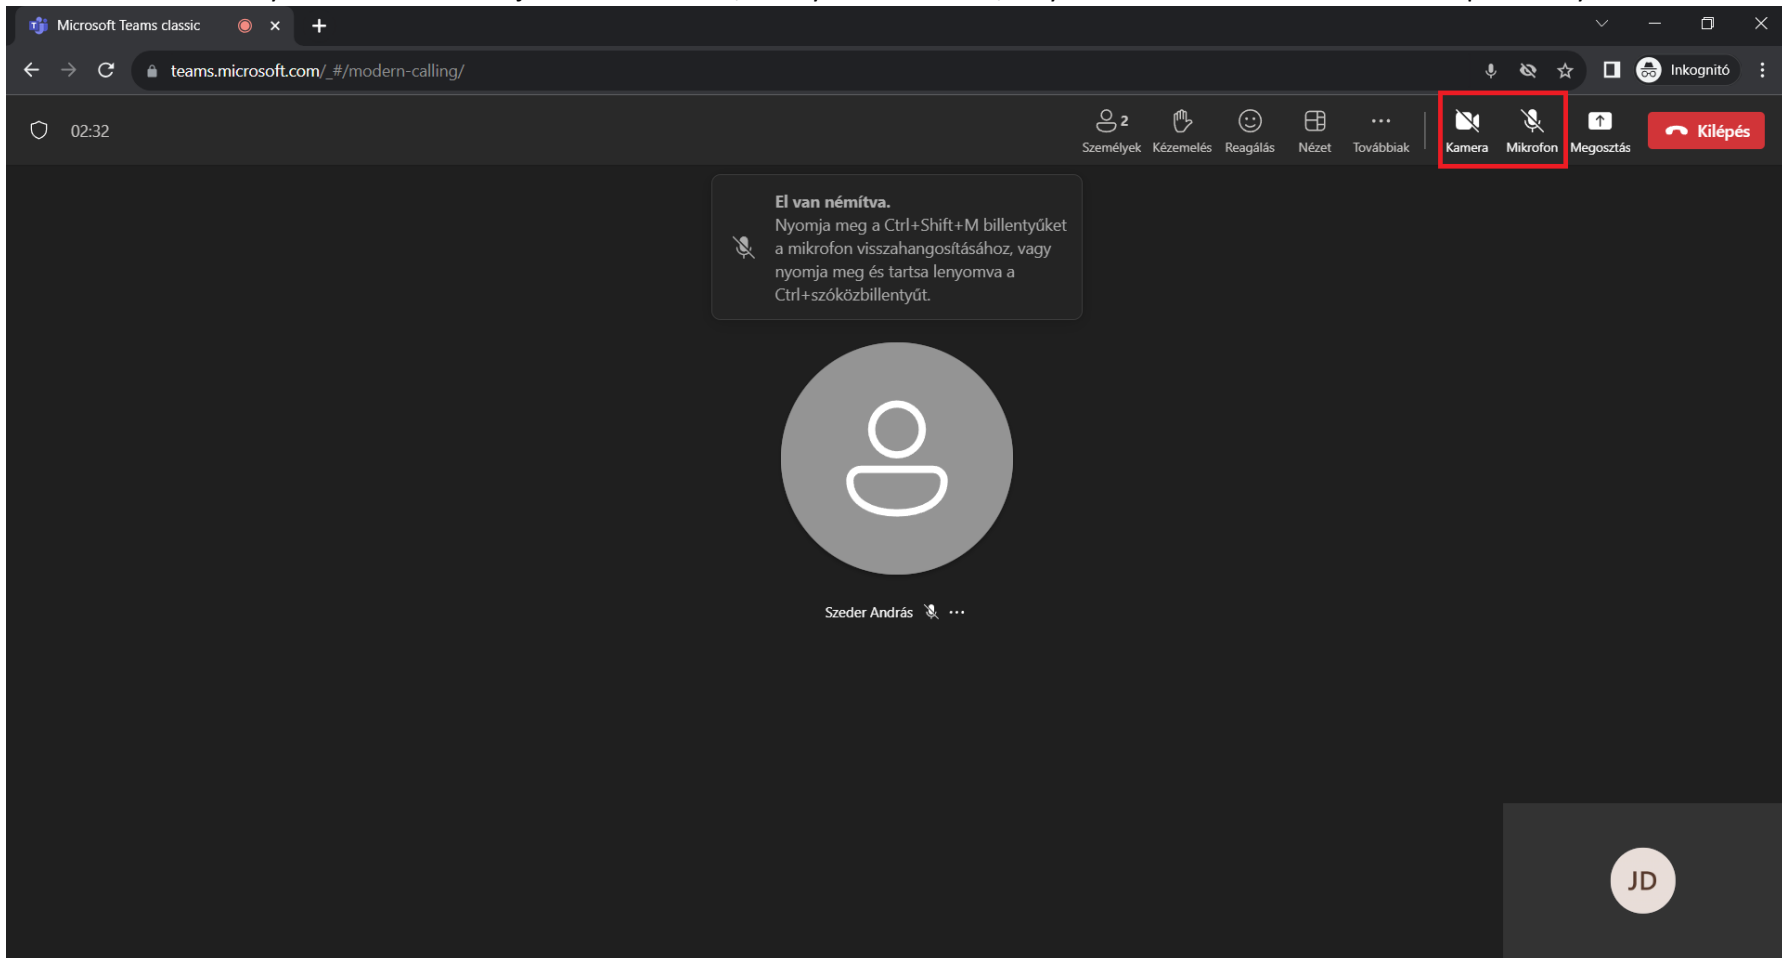 Microsoft Teams classic
teams.microsoft.com/_#/modern-calling/
Inkognitó
02:32
2
Személyek Kézemelés Reagálás Nézet Továbbiak Kamera Mikrofon Megosztás Kilépés
El van némítva.
Nyomja meg a Ctrl+Shift+M billentyűket
a mikrofon visszahangosításához, vagy
nyomja meg és tartsa lenyomva a
Ctrl+szóközbillentyűt.
Szeder András
JD